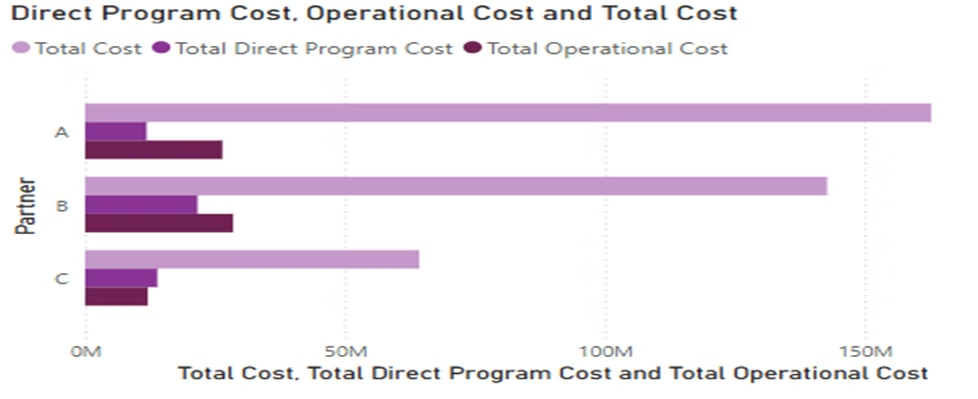 Direct Program Cost, Operational Cost and Total Cost
Total Cost Total Direct Program Cost Total Operational Cost
A
B
C
Partner
0M 50M 100M 150M
Total Cost, Total Direct Program Cost and Total Operational Cost